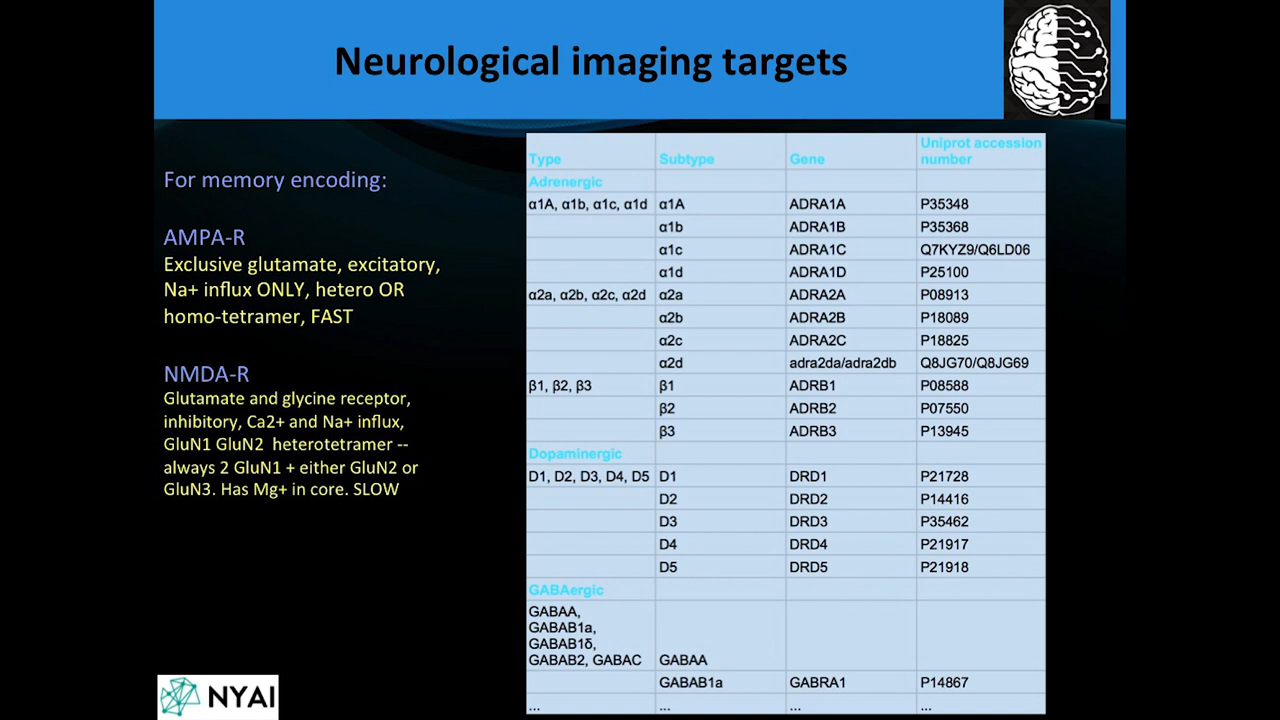 Neurological imaging targets
For memory encoding:
AMPA-R
Exclusive glutamate, excitatory,
Na+ influx ONLY, hetero OR
homo-tetramer, FAST
NMDA-R
Glutamate and glycine receptor,
inhibitory, Ca2+ and Na+ influx,
GluN1 GluN2 heterotetramer --
always 2 GluN1 + either GluN2 or
GluN3. Has Mg+ in core. SLOW
NYAI
Type Subtype Gene Uniprot accession number
Adrenergic
α1A, α1b, α1c, α1d α1A ADRA1A P35348
α1b ADRA1B P35368
α1c ADRA1C Q7KYZ9/Q6LD06
α1d ADRA1D P25100
α2a, α2b, α2c, α2d α2a ADRA2A P08913
α2b ADRA2B P18089
α2c ADRA2C P18825
α2d adra2da/adra2db Q8JG70/Q8JG69
β1, β2, β3 β1 ADRB1 P08588
β2 ADRB2 P07550
β3 ADRB3 P13945
Dopaminergic
D1, D2, D3, D4, D5 D1 DRD1 P21728
D2 DRD2 P14416
D3 DRD3 P35462
D4 DRD4 P21917
D5 DRD5 P21918
GABAergic
GABAA,
GABAB1a,
GABAB1δ,
GABAB2, GABAC GABAA
GABAB1a GABRA1 P14867
... ... ... ...